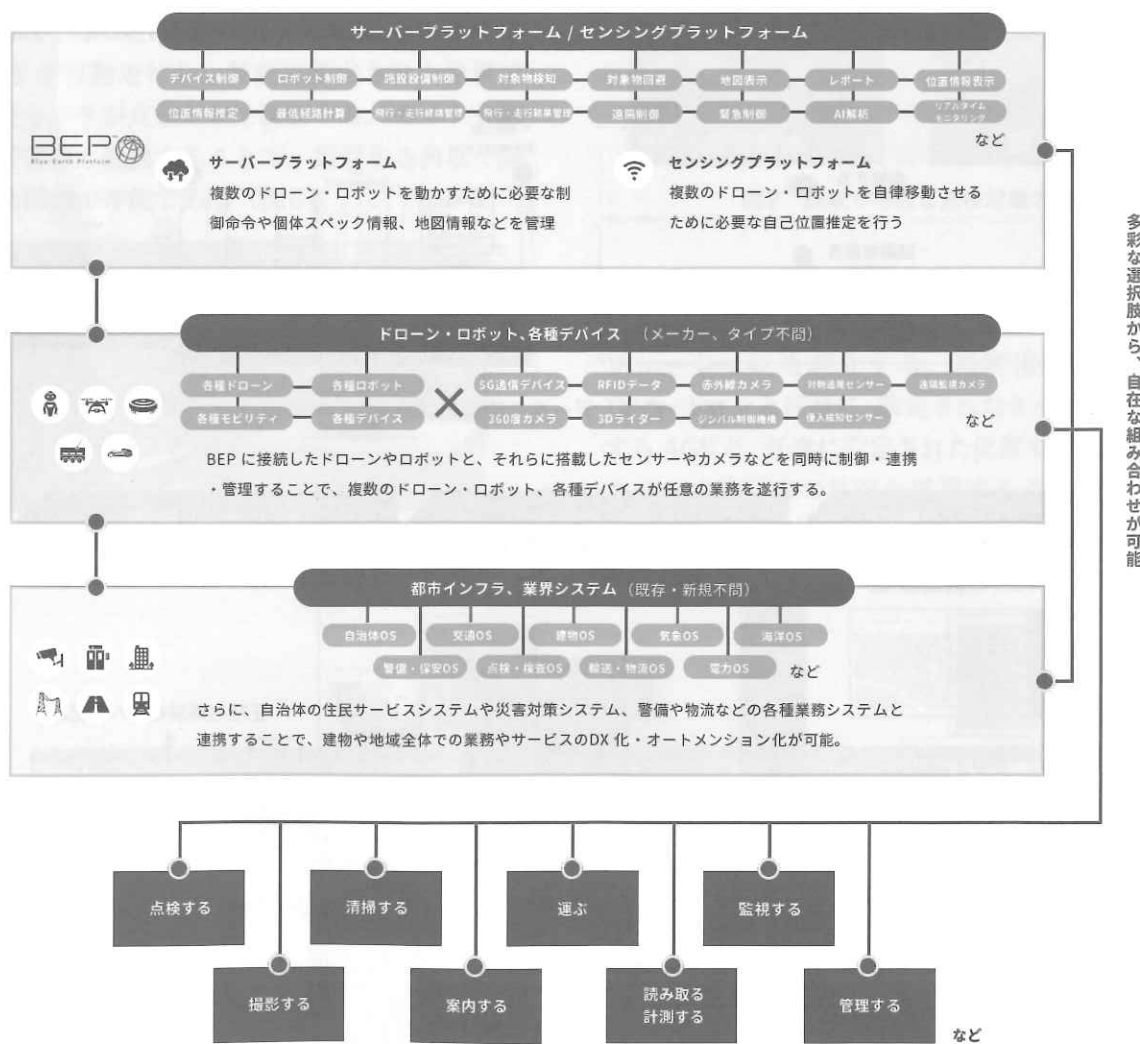 サーバープラットフォーム / センシングプラットフォーム
デバイス制御 ロボット制御 施設設備制御 対象物検知 対象物回避 地図表示 レポート 位置情報表示
位置情報推定 最低経路計算 飛行・走行経路管理 飛行・走行結果管理 遠隔制御 緊急制御 AI解析 リアルタイム
モニタリング
など
BEP
Blue Earth Platform
サーバープラットフォーム
複数のドローン・ロボットを動かすために必要な制
御命令や個体スペック情報、地図情報などを管理
センシングプラットフォーム
複数のドローン・ロボットを自律移動させる
ために必要な自己位置推定を行う
ドローン・ロボット、各種デバイス （メーカー、タイプ不問）
各種ドローン 各種ロボット
各種モビリティ 各種デバイス
×
5G通信デバイス RFIDデータ 赤外線カメラ 対物追尾センサー 遠隔監視カメラ
360度カメラ 3Dライダー ジンバル制御機構 侵入感知センサー
など
BEP に接続したドローンやロボットと、それらに搭載したセンサーやカメラなどを同時に制御・連携
・管理することで、複数のドローン・ロボット、各種デバイスが任意の業務を遂行する。
都市インフラ、業界システム （既存・新規不問）
自治体OS 交通OS 建物OS 気象OS 海洋OS
警備・保安OS 点検・検査OS 輸送・物流OS 電力OS
など
さらに、自治体の住民サービスシステムや災害対策システム、警備や物流などの各種業務システムと
連携することで、建物や地域全体での業務やサービスのDX 化・オートメンション化が可能。
多彩な選択肢から、自在な組み合わせが可能
点検する 清掃する 運ぶ 監視する
撮影する 案内する 読み取る
計測する 管理する
など